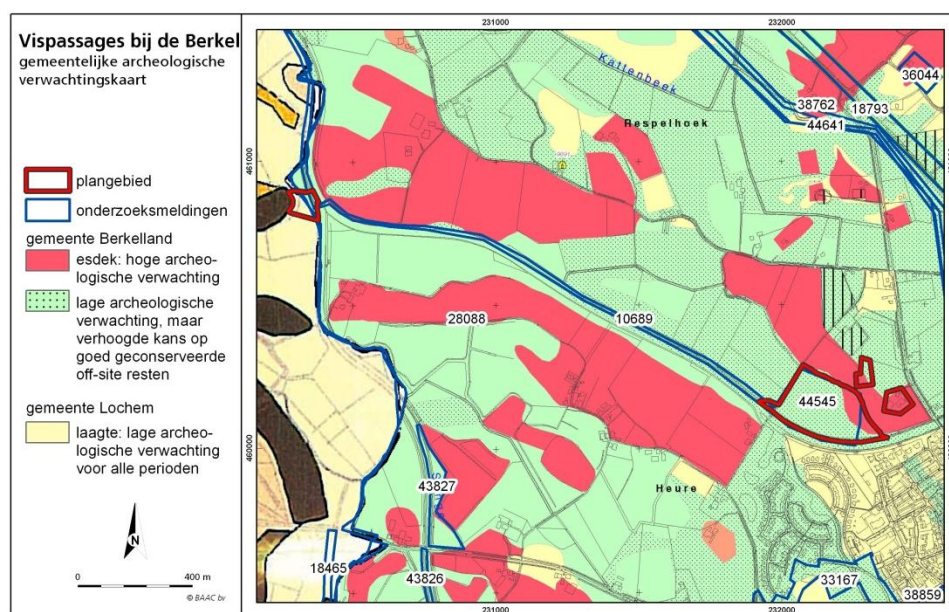 Vispassages bij de Berkel
gemeentelijke archeologische
verwachtingskaart
plangebied
onderzoeksmeldingen
gemeente Berkelland
esdek: hoge archeo-
logische verwachting
lage archeologische
verwachting, maar
verhoogde kans op
goed geconserveerde
off-site resten
gemeente Lochem
laagte: lage archeo-
logische verwachting
voor alle perioden
N
0 400 m
© BAAC bv
231000 232000
461000
460000
Kattenbeek
Respelhoek
36044
38762
18793
44641
461000
28088
10689
44545
43827
Heure
460000
18465
43826
33167
38859
231000 232000